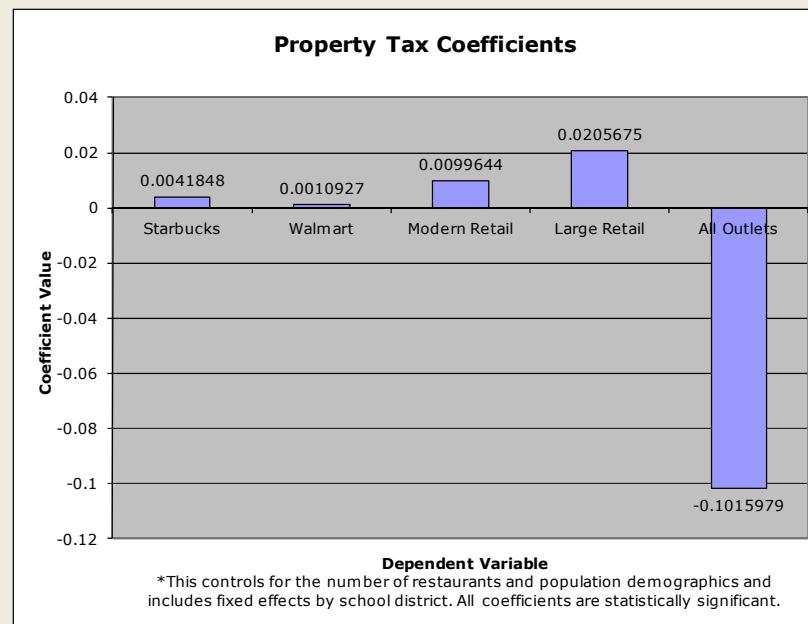 Property Tax Coefficients
0.04
0.02
0
-0.02
-0.04
-0.06
-0.08
-0.1
-0.12
Coefficient Value
0.0041848
0.0010927
0.0099644
0.0205675
-0.1015979
Starbucks
Walmart
Modern Retail
Large Retail
All Outlets
Dependent Variable
*This controls for the number of restaurants and population demographics and
includes fixed effects by school district. All coefficients are statistically significant.